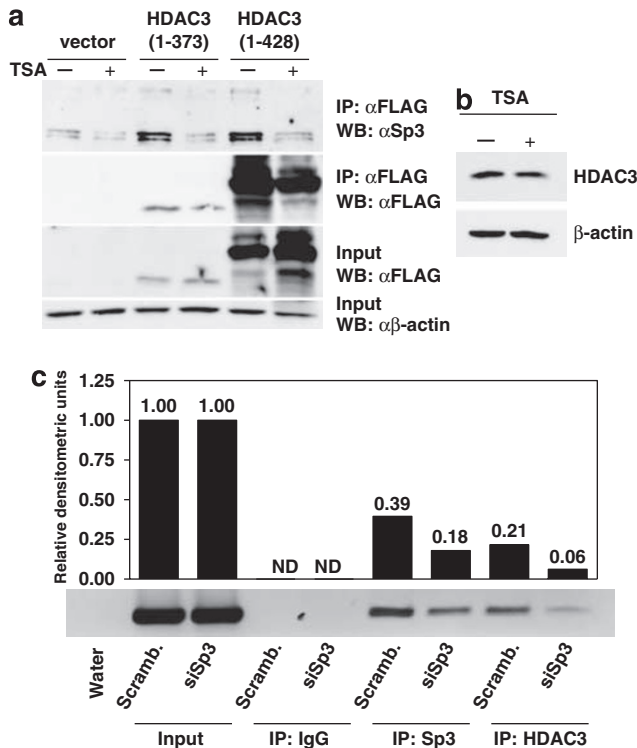 a
vector
HDAC3
(1-373)
HDAC3
(1-428)
TSA — + — + — +
IP: αFLAG
WB: αSp3
IP: αFLAG
WB: αFLAG
Input
WB: αFLAG
Input
WB: αβ-actin
b
TSA
— +
HDAC3
β-actin
c
Relative densitometric units
1.25
1.00
0.75
0.50
0.25
0.00
1.00 1.00 ND ND 0.39 0.18 0.21 0.06
Water Scramb. siSp3 Scramb. siSp3 Scramb. siSp3 Scramb. siSp3
Input IP: IgG IP: Sp3 IP: HDAC3